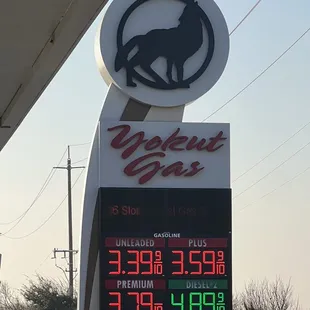 Yokut
Gas
GASOLINE
UNLEADED PLUS
3.39 9/10 3.59 9/10
PREMIUM DIESEL #2
3.79 9/10 4.89 9/10